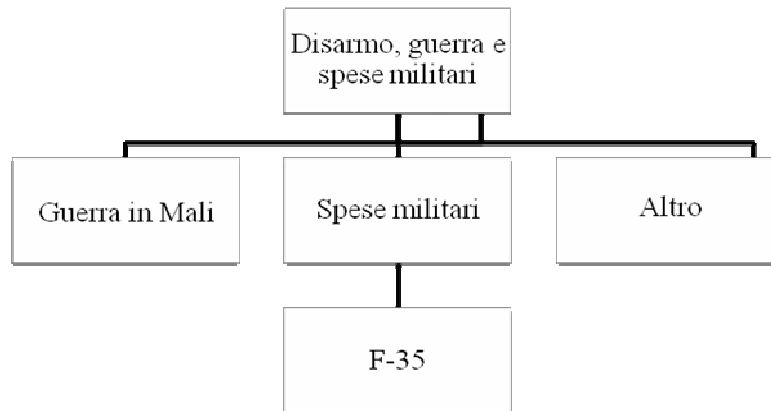 Disarmo, guerra e
spese militari
Guerra in Mali
Spese militari
Altro
F-35